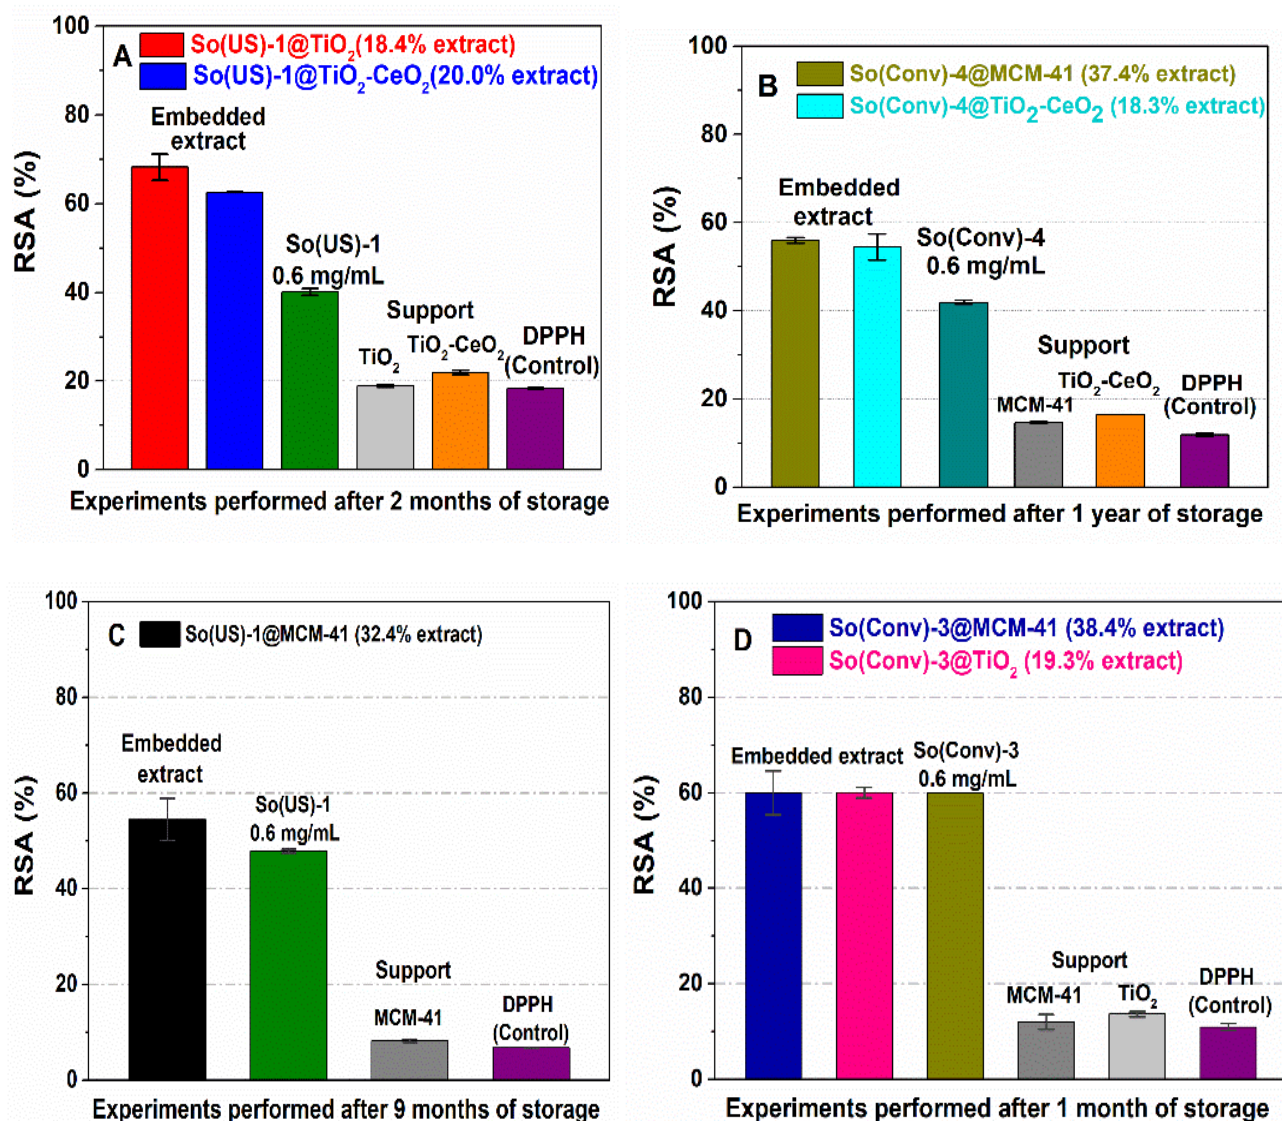 100
80
60
40
20
0
RSA (%)
A
So(US)-1@TiO₂(18.4% extract)
So(US)-1@TiO₂-CeO₂(20.0% extract)
Embedded
extract
So(US)-1
0.6 mg/mL
Support
TiO₂
TiO₂-CeO₂
DPPH
(Control)
Experiments performed after 2 months of storage
100
80
60
40
20
0
RSA (%)
B
So(Conv)-4@MCM-41 (37.4% extract)
So(Conv)-4@TiO₂-CeO₂ (18.3% extract)
Embedded
extract
So(Conv)-4
0.6 mg/mL
Support
MCM-41
TiO₂-CeO₂
DPPH
(Control)
Experiments performed after 1 year of storage
100
80
60
40
20
0
RSA (%)
C
So(US)-1@MCM-41 (32.4% extract)
Embedded
extract
So(US)-1
0.6 mg/mL
Support
MCM-41
DPPH
(Control)
Experiments performed after 9 months of storage
100
80
60
40
20
0
RSA (%)
D
So(Conv)-3@MCM-41 (38.4% extract)
So(Conv)-3@TiO₂ (19.3% extract)
Embedded extract
So(Conv)-3
0.6 mg/mL
Support
MCM-41
TiO₂
DPPH
(Control)
Experiments performed after 1 month of storage